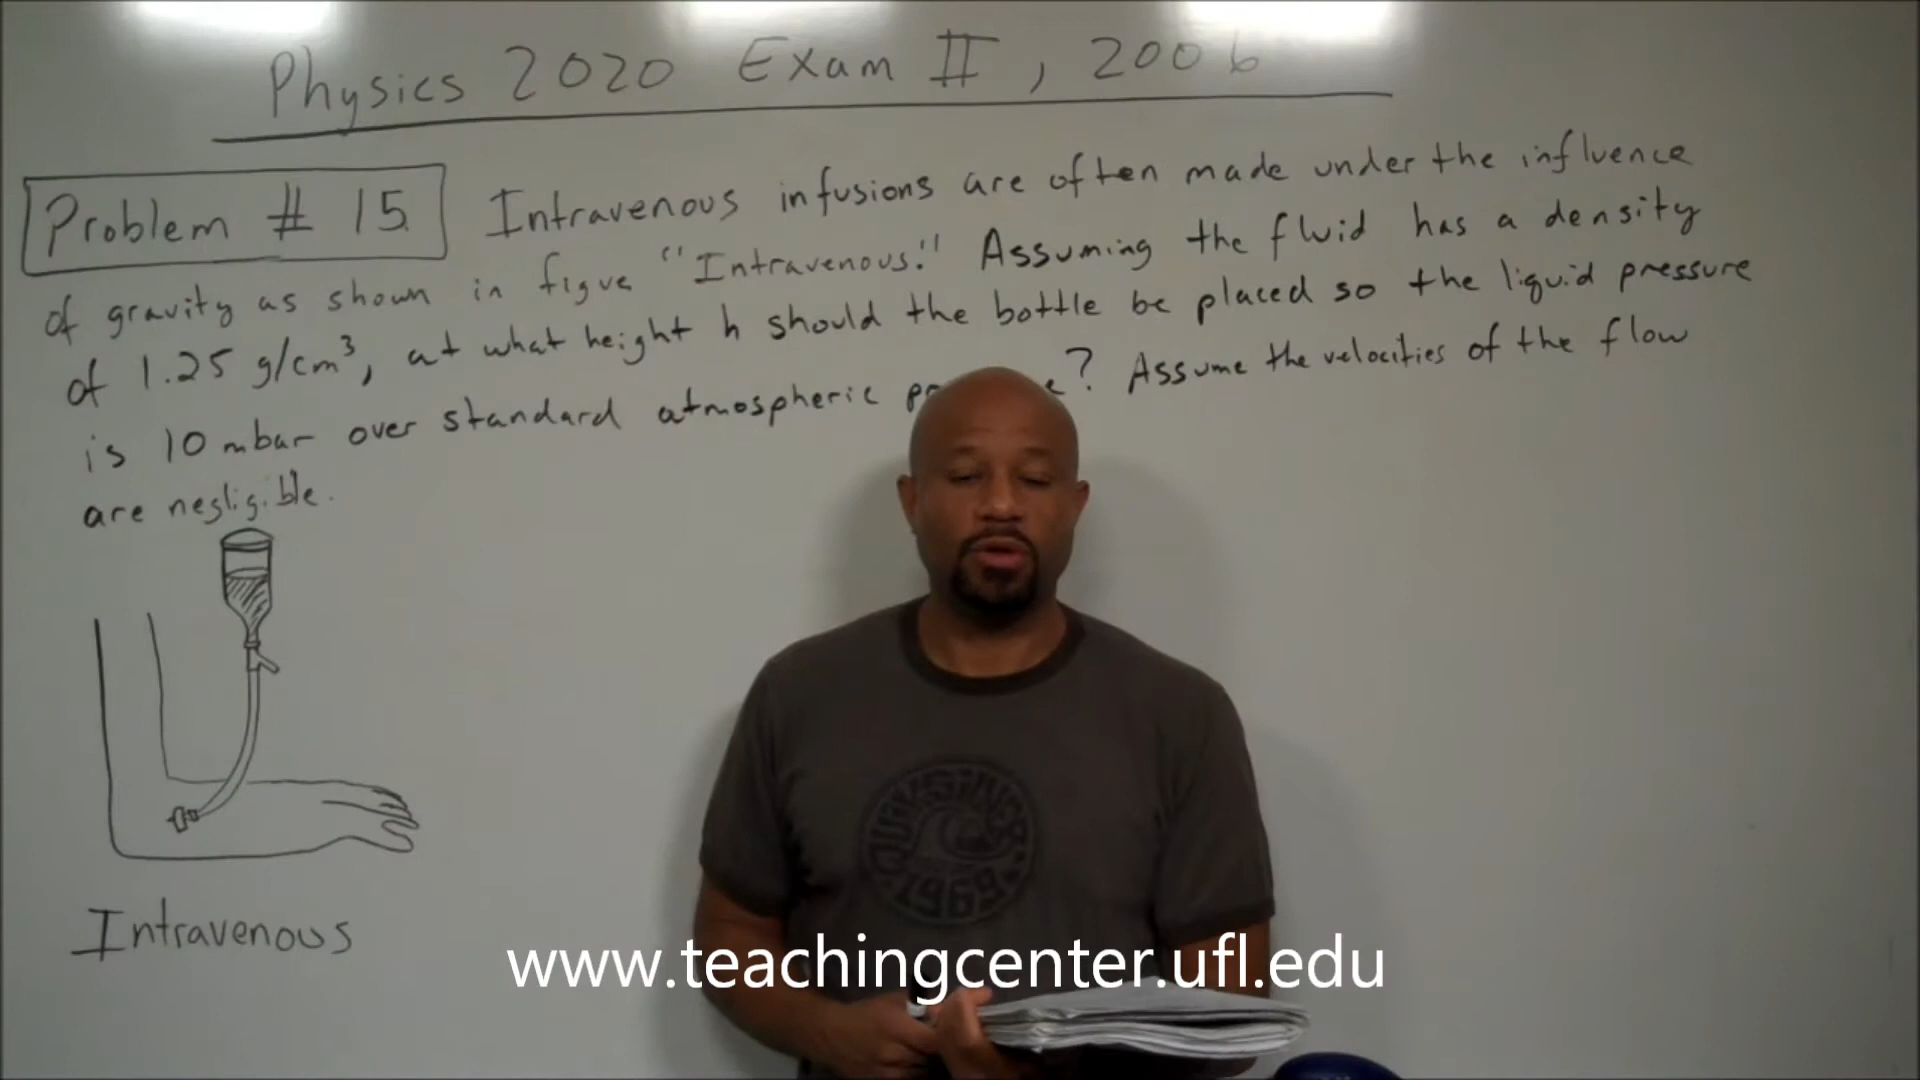 Physics 2020 Exam II, 2006
Problem # 15 Intravenous infusions are often made under the influence
of gravity as shown in figure "Intravenous." Assuming the fluid has a density
of 1.25 g/cm³, at what height h should the bottle be placed so the liquid pressure
is 10 mbar over standard atmospheric ? Assume the velocities of the flow
are negligible.
Intravenous
QUIKSILVER
1969
www.teachingcenter.ufl.edu